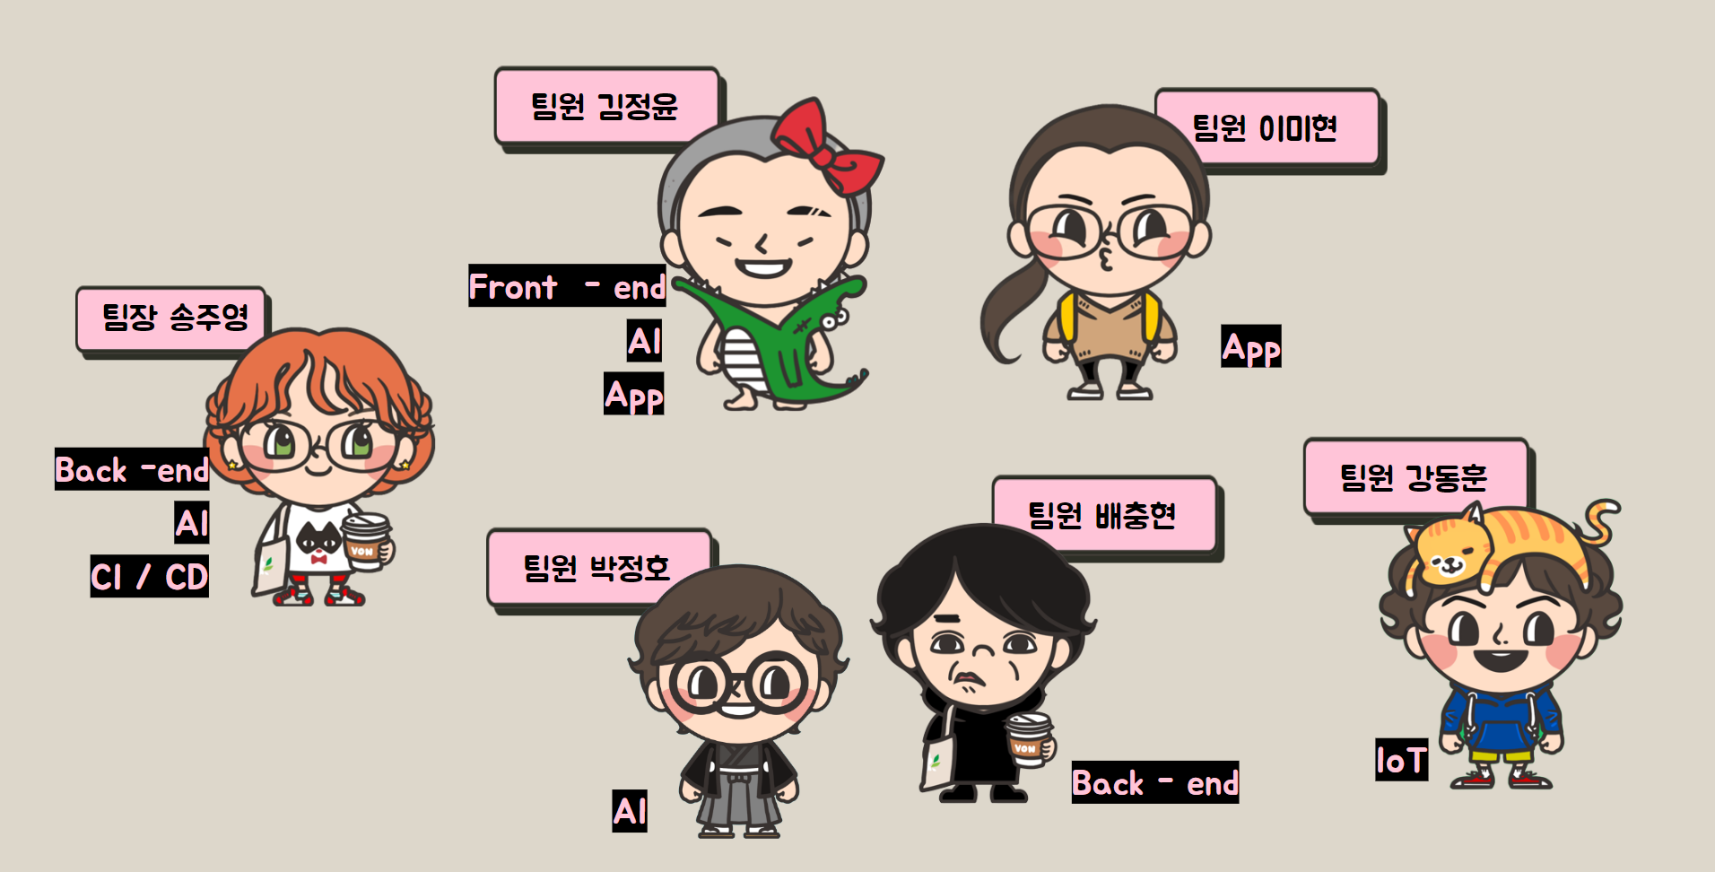 팀장 송주영
Back -end
AI
CI / CD
VON
팀원 김정윤
Front - end
AI
App
팀원 이미현
App
팀원 박정호
AI
팀원 배충현
VON
Back - end
팀원 강동훈
IoT